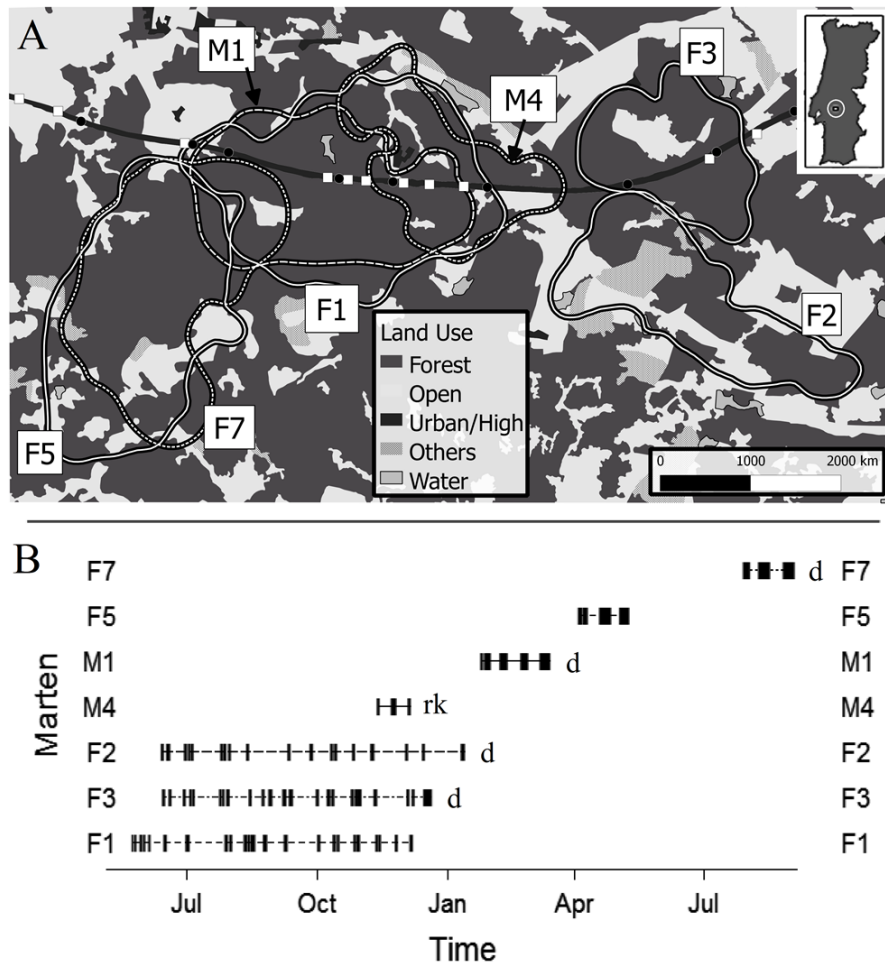 A
M1
F3
M4
F1
F2
F5
F7
Land Use
Forest
Open
Urban/High
Others
Water
0 1000 2000 km
B
F7 d F7
F5 F5
M1 d M1
M4 rk M4
F2 d F2
F3 d F3
F1 F1
Marten
Jul Oct Jan Apr Jul
Time